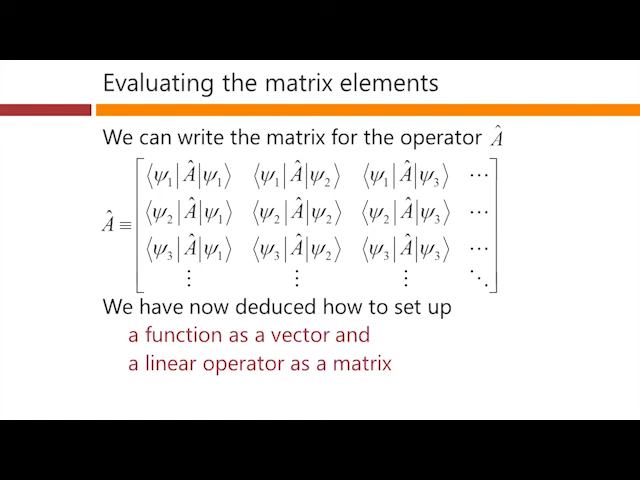 Evaluating the matrix elements
We can write the matrix for the operator Â
⟨ψ₁|Â|ψ₁⟩ ⟨ψ₁|Â|ψ₂⟩ ⟨ψ₁|Â|ψ₃⟩ ⋯
Â ≡ ⟨ψ₂|Â|ψ₁⟩ ⟨ψ₂|Â|ψ₂⟩ ⟨ψ₂|Â|ψ₃⟩ ⋯
⟨ψ₃|Â|ψ₁⟩ ⟨ψ₃|Â|ψ₂⟩ ⟨ψ₃|Â|ψ₃⟩ ⋯
⋮ ⋮ ⋮ ⋱
We have now deduced how to set up
a function as a vector and
a linear operator as a matrix